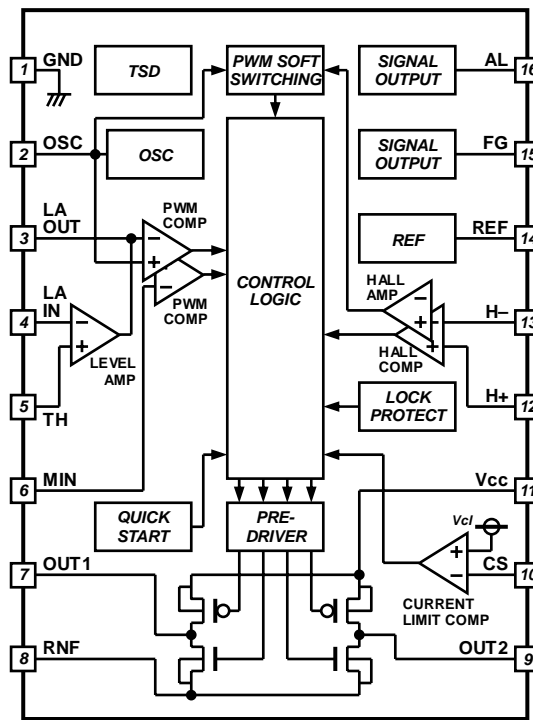 1 GND
TSD
PWM SOFT
SWITCHING
SIGNAL
OUTPUT
AL 16
2 OSC
OSC
SIGNAL
OUTPUT
FG 15
3 LA
OUT
PWM
COMP
− +
−
PWM
COMP
CONTROL
LOGIC
REF
REF 14
4 LA
IN
− +
LEVEL
AMP
5 TH
HALL
AMP
− +
− +
HALL
COMP
H− 13
H+ 12
LOCK
PROTECT
6 MIN
Vcc 11
QUICK
START
PRE-
DRIVER
Vcl
+ −
CS 10
CURRENT
LIMIT COMP
7 OUT1
8 RNF
OUT2 9